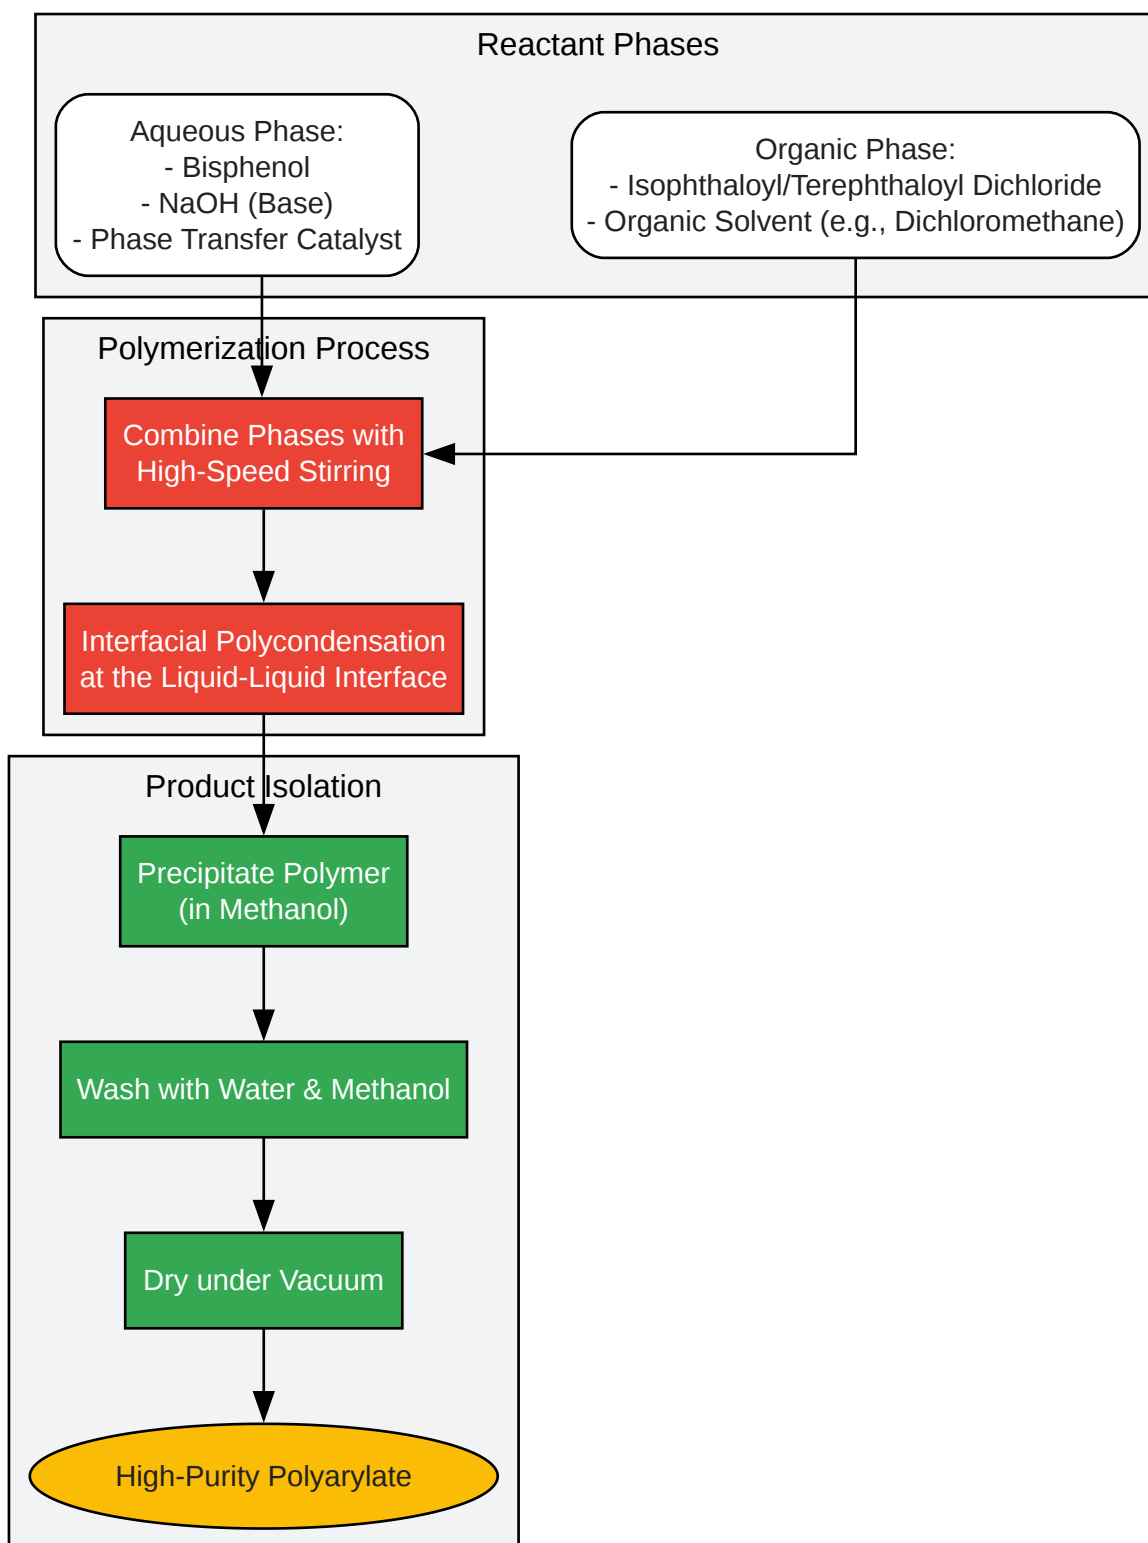 Reactant Phases
Aqueous Phase:
- Bisphenol
- NaOH (Base)
- Phase Transfer Catalyst
Organic Phase:
- Isophthaloyl/Terephthaloyl Dichloride
- Organic Solvent (e.g., Dichloromethane)
Polymerization Process
Combine Phases with
High-Speed Stirring
Interfacial Polycondensation
at the Liquid-Liquid Interface
Product Isolation
Precipitate Polymer
(in Methanol)
Wash with Water & Methanol
Dry under Vacuum
High-Purity Polyarylate